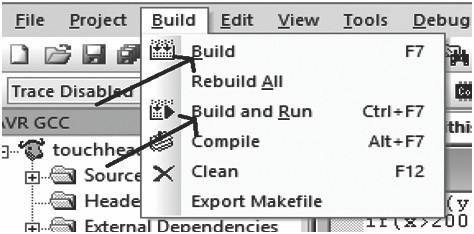 File Project Build Edit View Tools Debug
Build F7
Trace Disabled
Rebuild All
AVR GCC
Build and Run Ctrl+F7
touchhea
Compile Alt+F7
Source
Clean F12
Heade
Export Makefile
External Dependencies
if(x>200